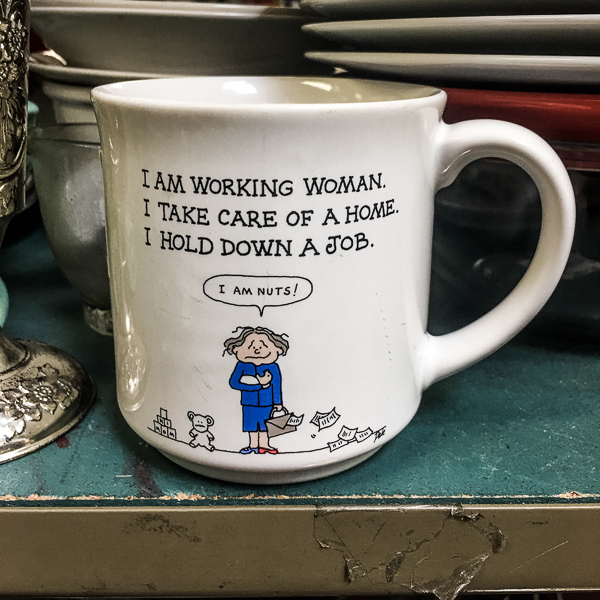 I AM WORKING WOMAN.
I TAKE CARE OF A HOME.
I HOLD DOWN A JOB.
I AM NUTS!